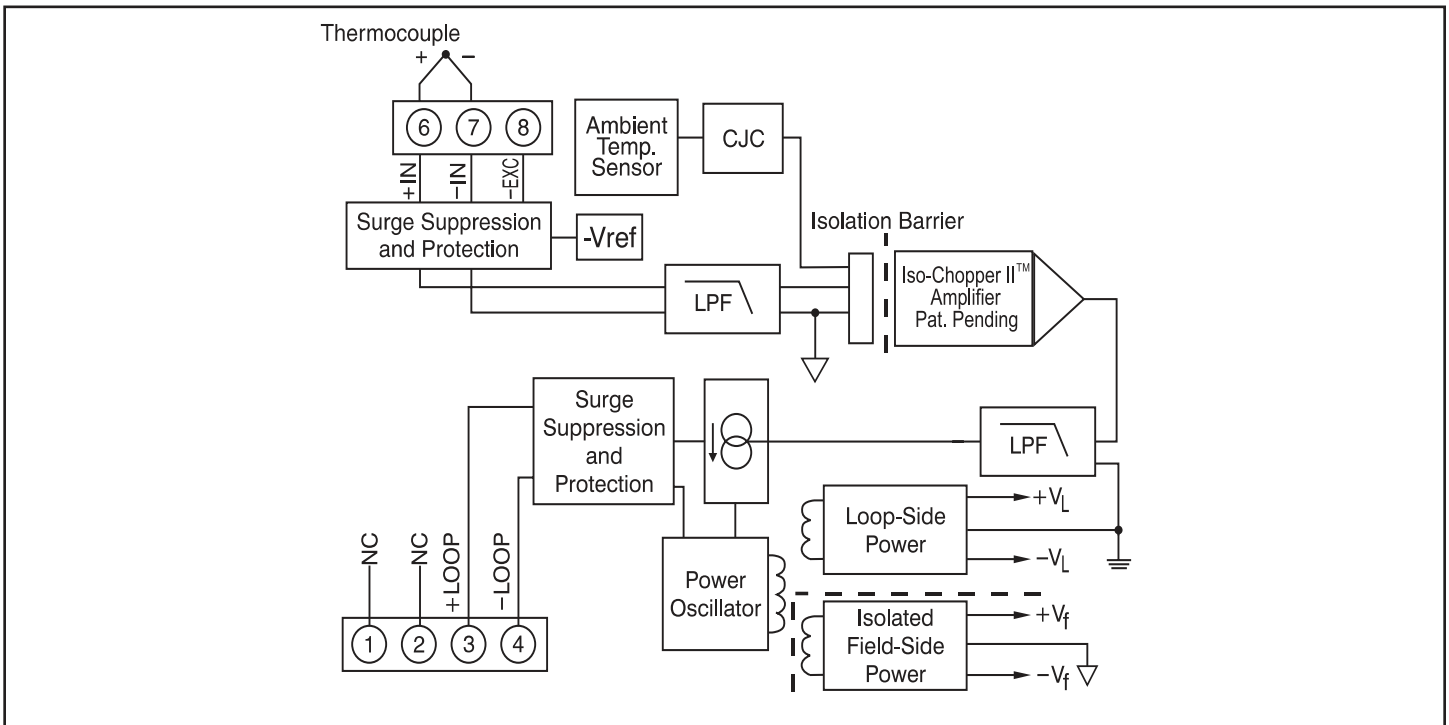 Thermocouple
+ −
6 7 8
+IN
−IN
−EXC
Ambient
Temp.
Sensor
CJC
Surge Suppression
and Protection
-Vref
Isolation Barrier
LPF
Iso-Chopper II™
Amplifier
Pat. Pending
Surge
Suppression
and
Protection
LPF
NC
NC
+LOOP
−LOOP
1 2 3 4
Power
Oscillator
Loop-Side
Power
+VL
−VL
Isolated
Field-Side
Power
+Vf
−Vf